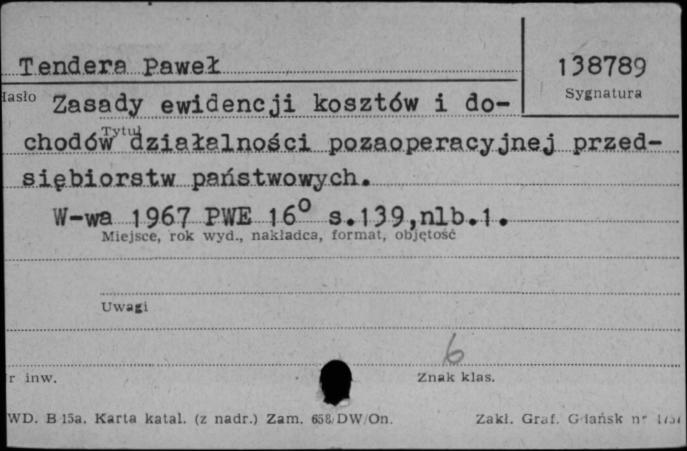 Tendera Paweł
138789
Sygnatura
Hasło Zasady ewidencji kosztów i do-
Tytuł
chodów działalności pozaoperacyjnej przed-
siębiorstw państwowych.
W-wa 1967 PWE 16° s.139,nlb.1.
Miejsce, rok wyd., nakładca, format, objętość
Uwagi
6
r inw.
Znak klas.
WD. B 15a. Karta katal. (z nadr.) Zam. 658/DW/On.
Zakł. Graf. Gdańsk nr